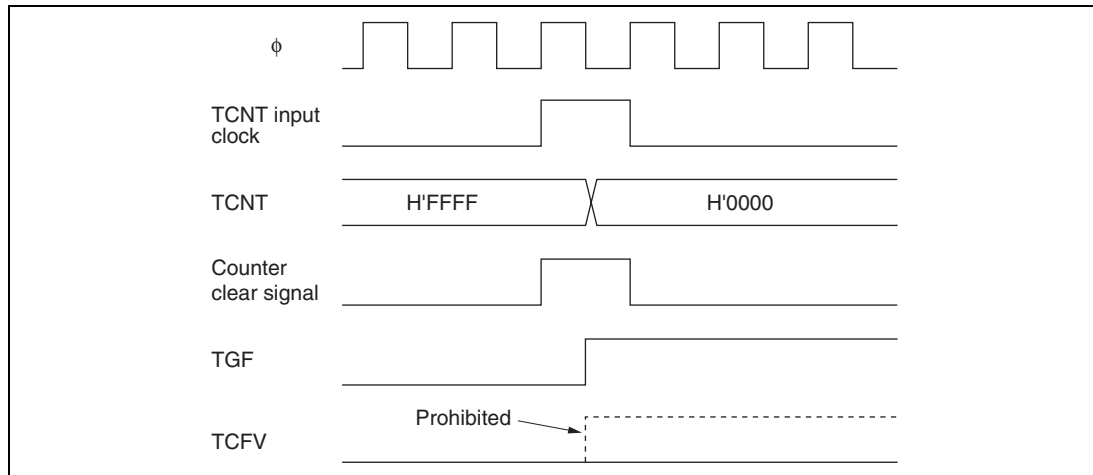 ϕ
TCNT input
clock
TCNT
H'FFFF
H'0000
Counter
clear signal
TGF
Prohibited
TCFV